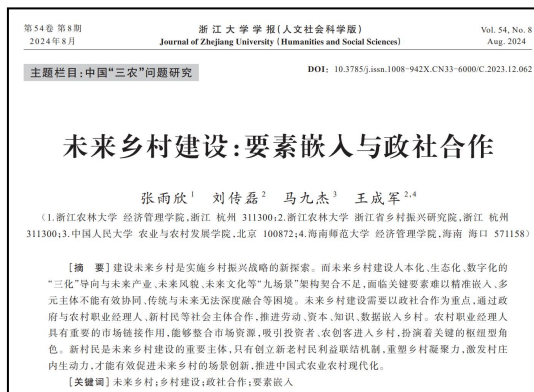 第54卷 第8期
2024年8月
浙江大学学报(人文社会科学版)
Journal of Zhejiang University (Humanities and Social Sciences)
Vol. 54, No. 8
Aug. 2024
主题栏目:中国“三农”问题研究
DOI: 10.3785/j.issn.1008-942X.CN33-6000/C.2023.12.062
未来乡村建设:要素嵌入与政社合作
张雨欣1 刘传磊2 马九杰3 王成军2,4
(1.浙江农林大学 经济管理学院,浙江 杭州 311300;2.浙江农林大学 浙江省乡村振兴研究院,浙江 杭州
311300;3.中国人民大学 农业与农村发展学院,北京 100872;4.海南师范大学 经济管理学院,海南 海口 571158)
[摘 要] 建设未来乡村是实施乡村振兴战略的新探索。而未来乡村建设人本化、生态化、数字化的
“三化”导向与未来产业、未来风貌、未来文化等“九场景”架构契合不足,面临关键要素难以精准嵌入、多
元主体不能有效协同、传统与未来无法深度融合等困境。未来乡村建设需要以政社合作为重点,通过政
府与农村职业经理人、新村民等社会主体合作,推进劳动、资本、知识、数据嵌入乡村。农村职业经理人
具有重要的市场链接作用,能够整合市场资源,吸引投资者、农创客进入乡村,扮演着关键的枢纽型角
色。新村民是未来乡村建设的重要主体,只有创新新老村民利益联结机制,重塑乡村凝聚力,激发村庄
内生动力,才能有效促进未来乡村的场景创新,推进中国式农业农村现代化。
[关键词] 未来乡村;乡村建设;政社合作;要素嵌入